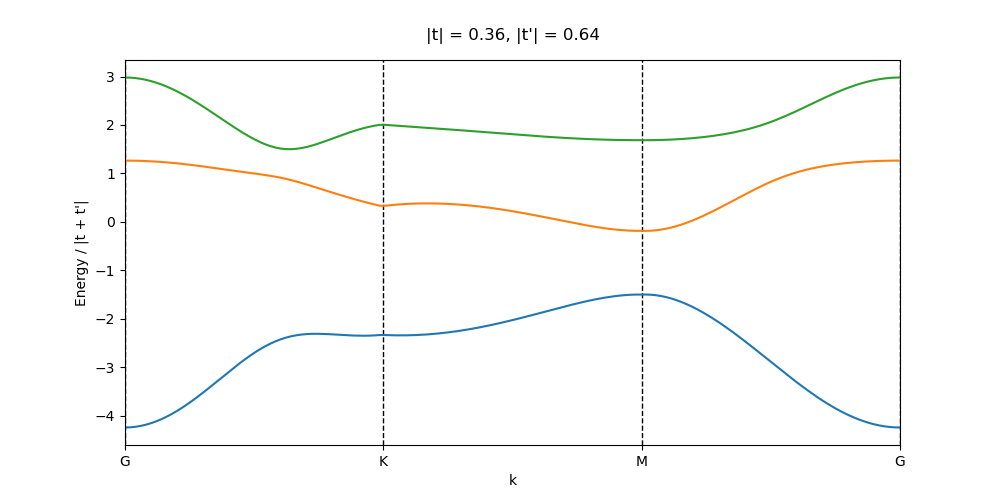 |t| = 0.36, |t'| = 0.64
Energy / |t + t'|
3
2
1
0
−1
−2
−3
−4
G
K
M
G
k